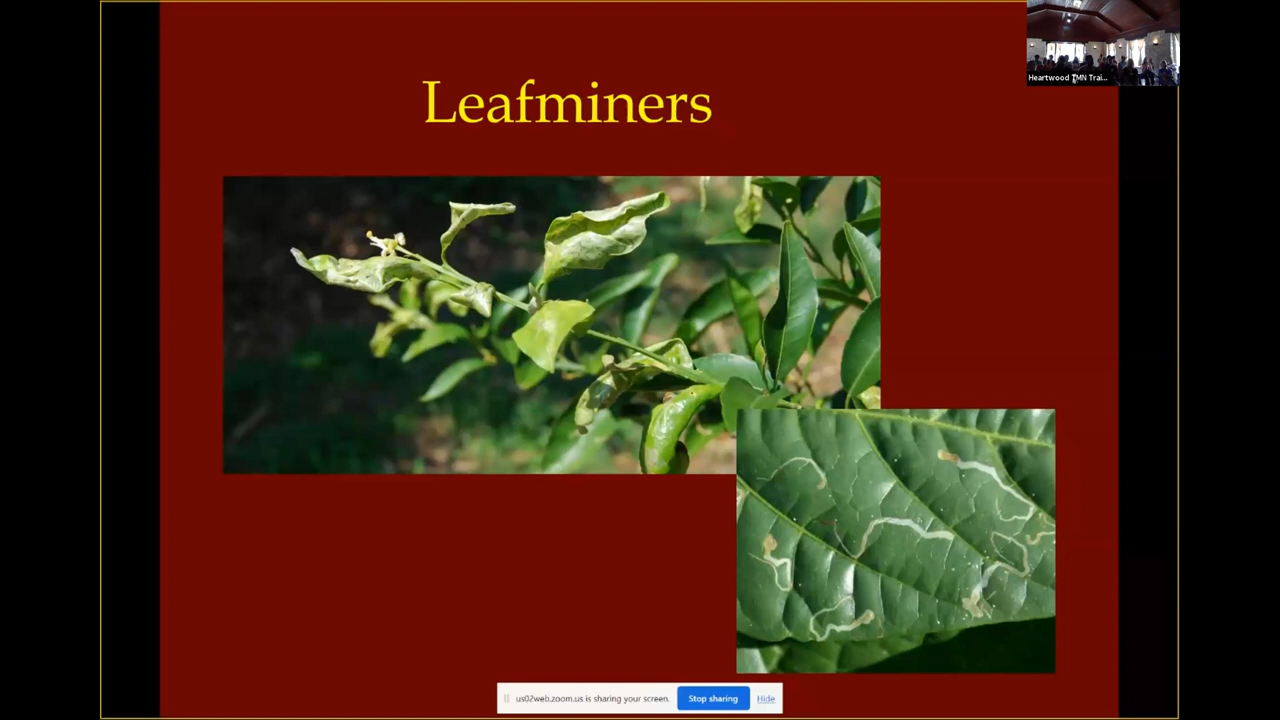 Heartwood TMN Trai...
Leafminers
us02web.zoom.us is sharing your screen.
Stop sharing
Hide